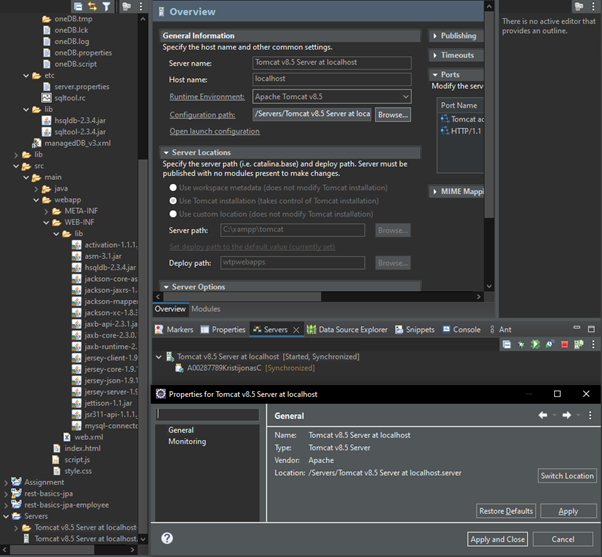 oneDB.tmp
oneDB.lck
oneDB.log
oneDB.properties
oneDB.script
etc
server.properties
sqltool.rc
lib
hsqldb-2.3.4.jar
sqltool-2.3.4.jar
managedDB_v3.xml
lib
src
main
java
webapp
META-INF
WEB-INF
lib
activation-1.1.1.
asm-3.1.jar
hsqldb-2.3.4.jar
jackson-core-as
jackson-jaxrs-1.
jackson-mapper
jackson-xc-1.8.3
jaxb-api-2.3.1.ja
jaxb-core-2.3.0.
jaxb-runtime-2.
jersey-client-1.9
jersey-core-1.9.
jersey-json-1.9.
jersey-server-1.9
jettison-1.1.jar
jsr311-api-1.1.1.
mysql-connecto
web.xml
index.html
script.js
style.css
Assignment
rest-basics-jpa
rest-basics-jpa-employee
Servers
Tomcat v8.5 Server at localhost-
Tomcat v8.5 Server at localhost.
Overview
General Information
Specify the host name and other common settings.
Server name:
Tomcat v8.5 Server at localhost
Host name:
localhost
Runtime Environment:
Apache Tomcat v8.5
Configuration path:
/Servers/Tomcat v8.5 Server at loca
Browse...
Open launch configuration
Server Locations
Specify the server path (i.e. catalina.base) and deploy path. Server must be
published with no modules present to make changes.
Use workspace metadata (does not modify Tomcat installation)
Use Tomcat installation (takes control of Tomcat installation)
Use custom location (does not modify Tomcat installation)
Server path:
C:\xampp\tomcat
Browse...
Set deploy path to the default value (currently set)
Deploy path:
wtpwebapps
Browse...
Server Options
Publishing
Timeouts
Ports
Modify the serve
Port Name
Tomcat ad
HTTP/1.1
MIME Mappi
Overview
Modules
There is no active editor that
provides an outline.
Markers
Properties
Servers
Data Source Explorer
Snippets
Console
Ant
Tomcat v8.5 Server at localhost [Started, Synchronized]
A00287789KristijonasC [Synchronized]
Properties for Tomcat v8.5 Server at localhost
General
Monitoring
General
Name:
Tomcat v8.5 Server at localhost
Type:
Tomcat v8.5 Server
Vendor:
Apache
Location:
/Servers/Tomcat v8.5 Server at localhost.server
Switch Location
Restore Defaults
Apply
Apply and Close
Cancel